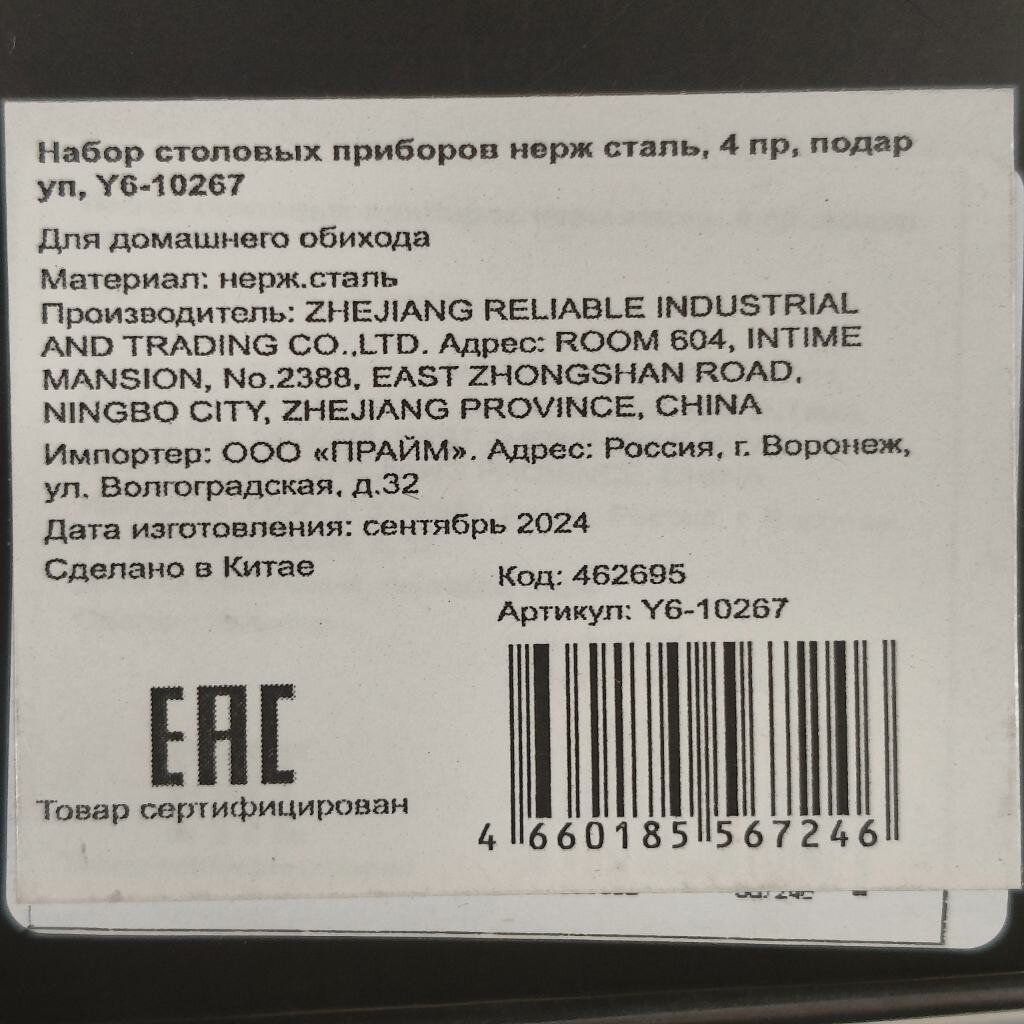 Набор столовых приборов нерж сталь, 4 пр, подар
уп, Y6-10267
Для домашнего обихода
Материал: нерж.сталь
Производитель: ZHEJIANG RELIABLE INDUSTRIAL
AND TRADING CO.,LTD. Адрес: ROOM 604, INTIME
MANSION, No.2388, EAST ZHONGSHAN ROAD,
NINGBO CITY, ZHEJIANG PROVINCE, CHINA
Импортер: ООО «ПРАЙМ». Адрес: Россия, г. Воронеж,
ул. Волгоградская, д.32
Дата изготовления: сентябрь 2024
Сделано в Китае
Код: 462695
Артикул: Y6-10267
EAC
Товар сертифицирован
4 660185 567246